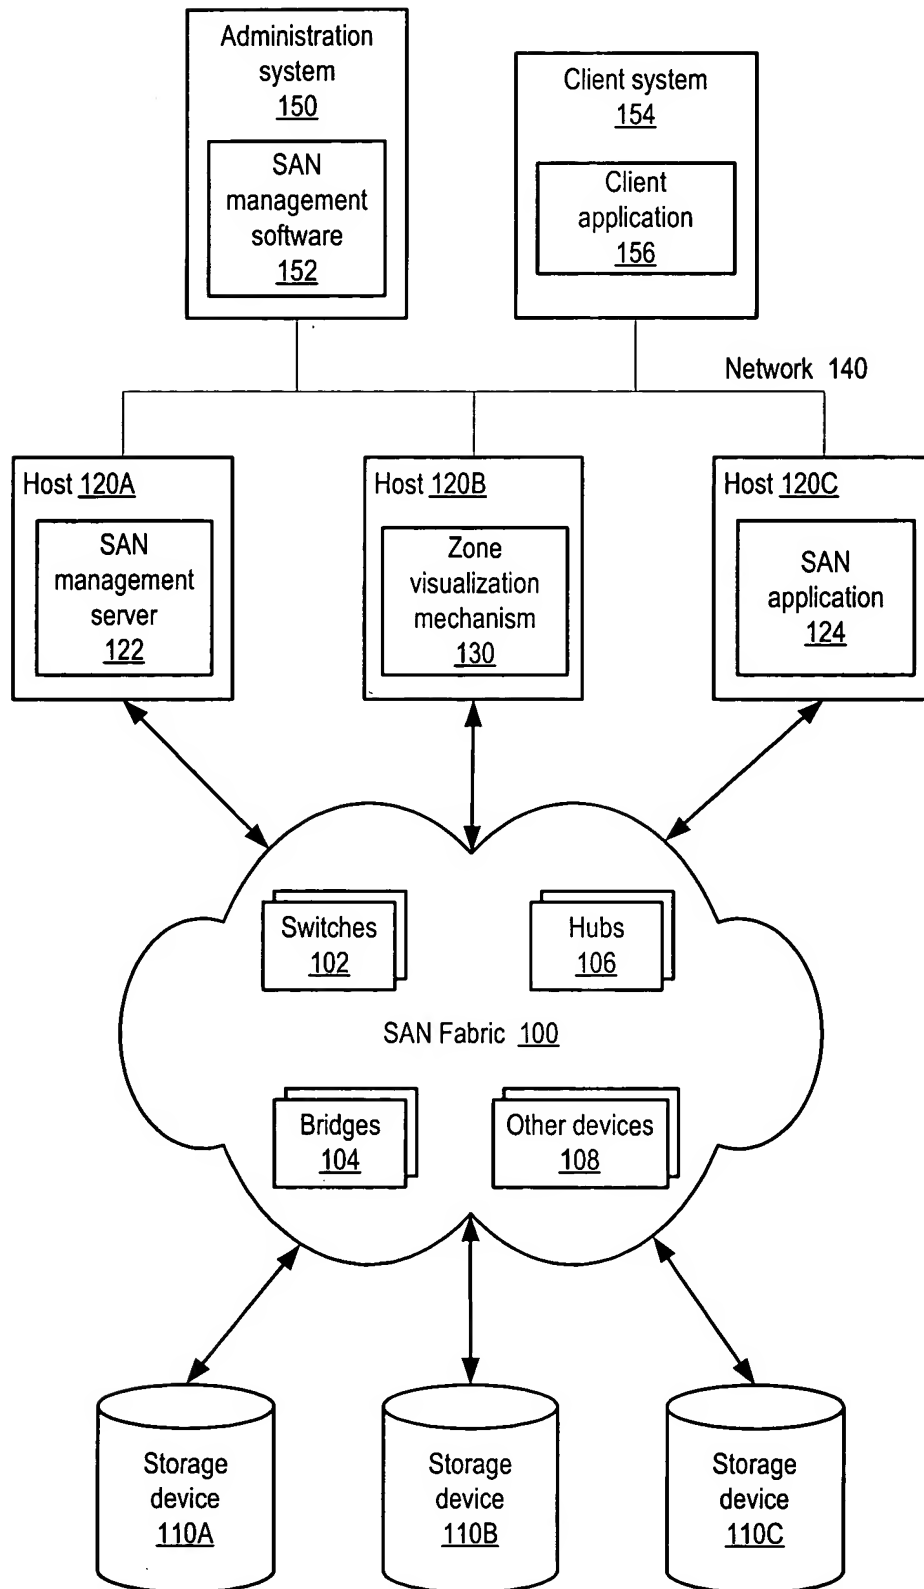 Administration
system
150
SAN
management
software
152
Client system
154
Client
application
156
Network 140
Host 120A
SAN
management
server
122
Host 120B
Zone
visualization
mechanism
130
Host 120C
SAN
application
124
Switches
102
Hubs
106
SAN Fabric 100
Bridges
104
Other devices
108
Storage
device
110A
Storage
device
110B
Storage
device
110C